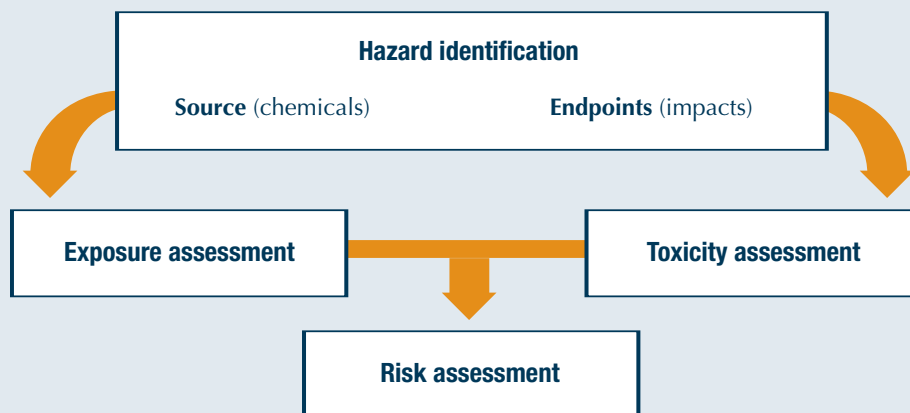 Hazard identification
Source (chemicals) Endpoints (impacts)
Exposure assessment Toxicity assessment
Risk assessment